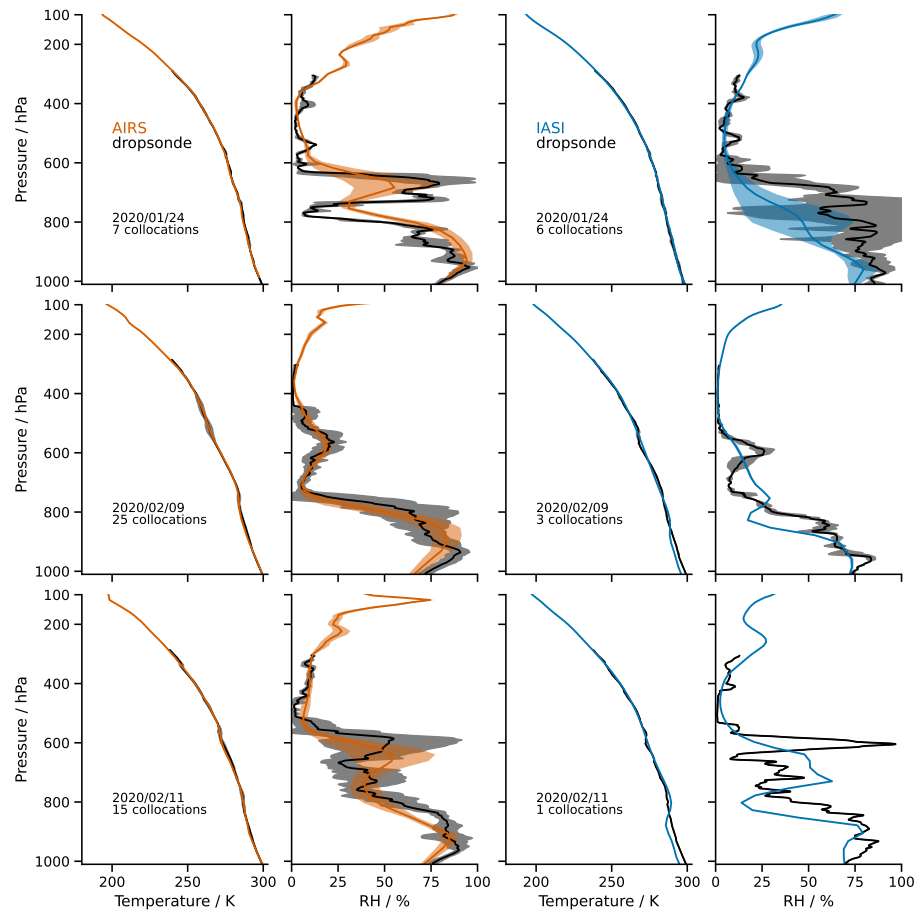 100
200
400
600
800
1000
Pressure / hPa
AIRS
dropsonde
2020/01/24
7 collocations
IASI
dropsonde
2020/01/24
6 collocations
100
200
400
600
800
1000
Pressure / hPa
2020/02/09
25 collocations
2020/02/09
3 collocations
100
200
400
600
800
1000
Pressure / hPa
2020/02/11
15 collocations
2020/02/11
1 collocations
200 250 300 0 25 50 75 100 200 250 300 0 25 50 75 100
Temperature / K RH / % Temperature / K RH / %